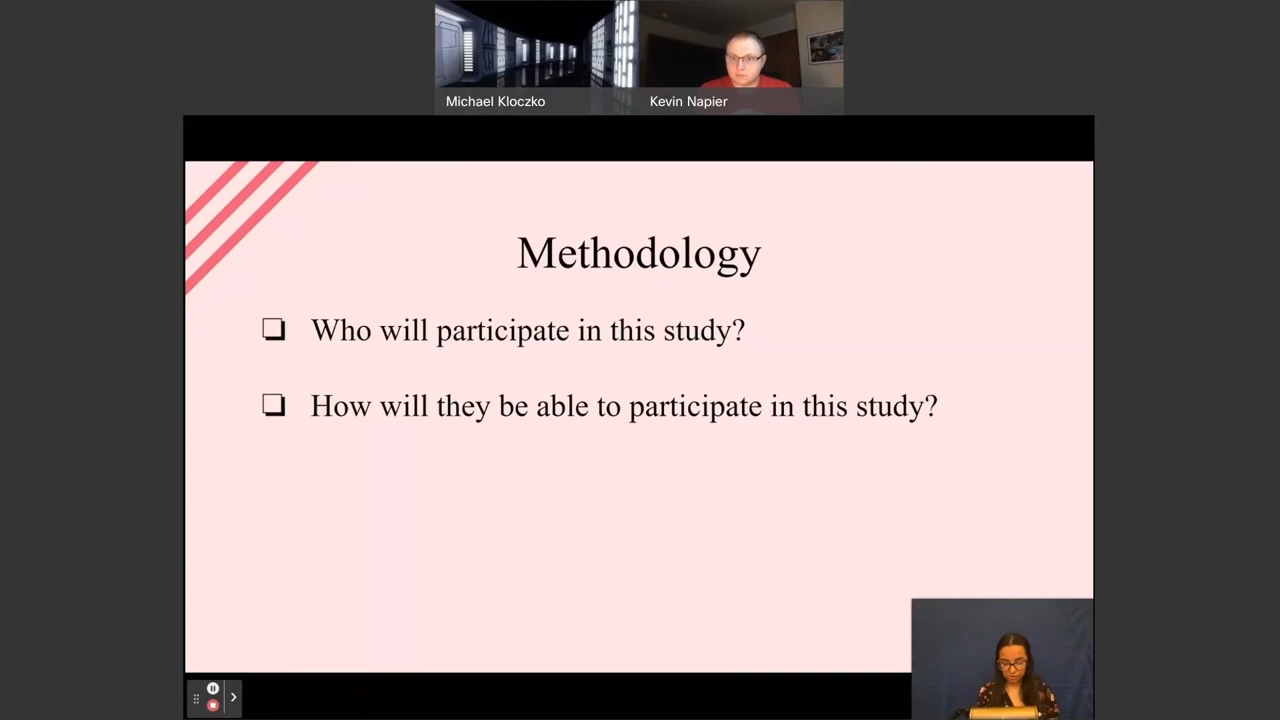 Michael Kloczko
Kevin Napier
Methodology
❏ Who will participate in this study?
❏ How will they be able to participate in this study?